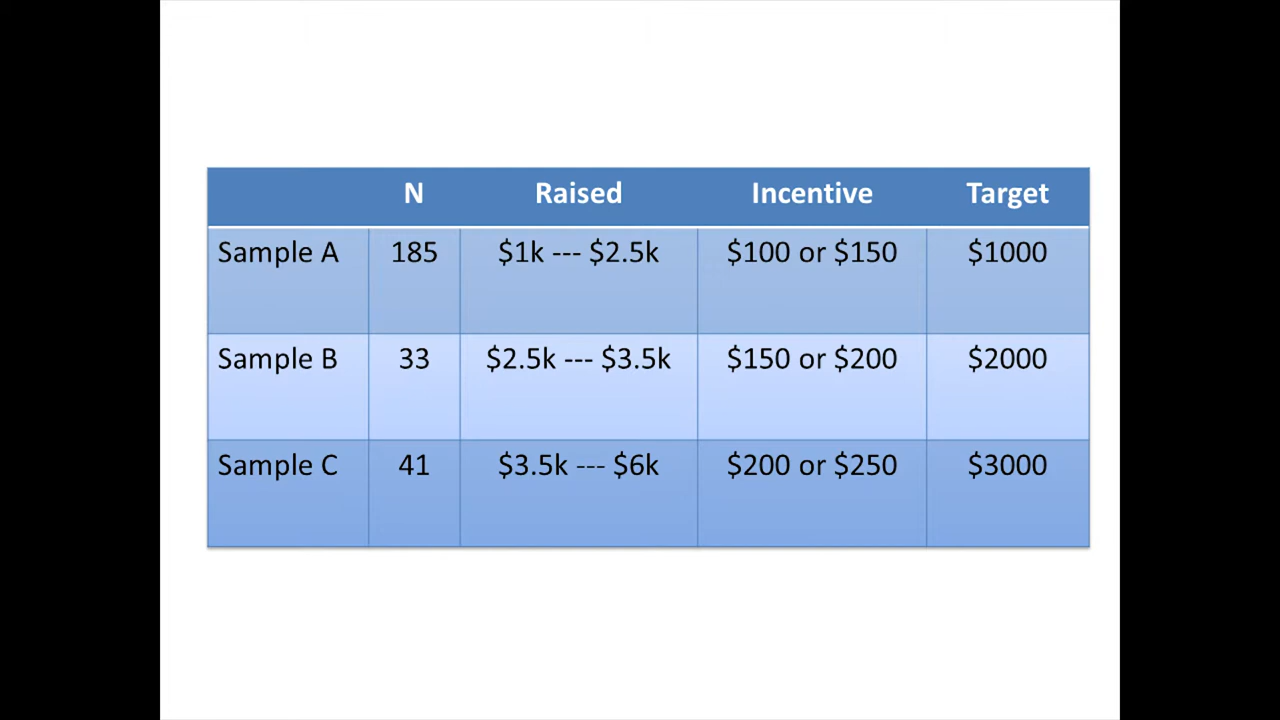 N Raised Incentive Target
Sample A 185 $1k --- $2.5k $100 or $150 $1000
Sample B 33 $2.5k --- $3.5k $150 or $200 $2000
Sample C 41 $3.5k --- $6k $200 or $250 $3000